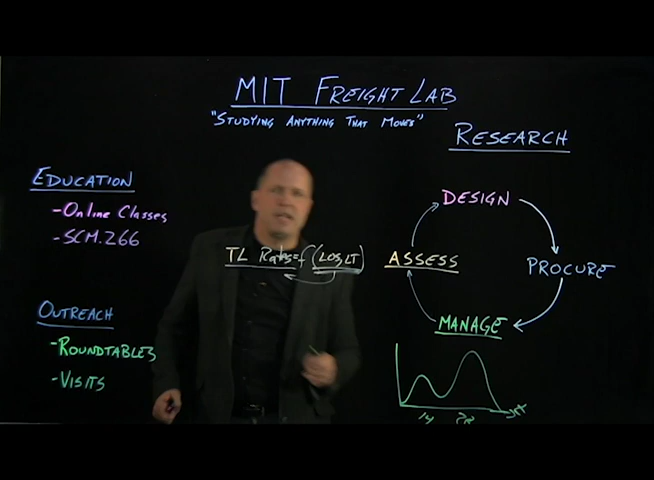 MIT FREIGHT LAB
"STUDYING ANYTHING THAT MOVES"
RESEARCH
EDUCATION
-Online Classes
-SCM.266
OUTREACH
-ROUNDTABLES
-VISITS
TL Rates=f(LOS, LT)
DESIGN
PROCURE
MANAGE
ASSESS